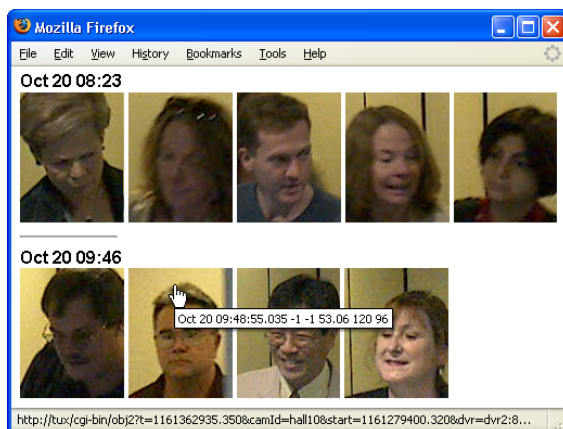 Mozilla Firefox
File Edit View History Bookmarks Tools Help
Oct 20 08:23
Oct 20 09:46
Oct 20 09:48:55.035 -1 -1 53.06 120 96
http://tux/cgi-bin/obj2?t=1161362935.350&camId=hall10&start=1161279400.320&dvr=dvr2:8...